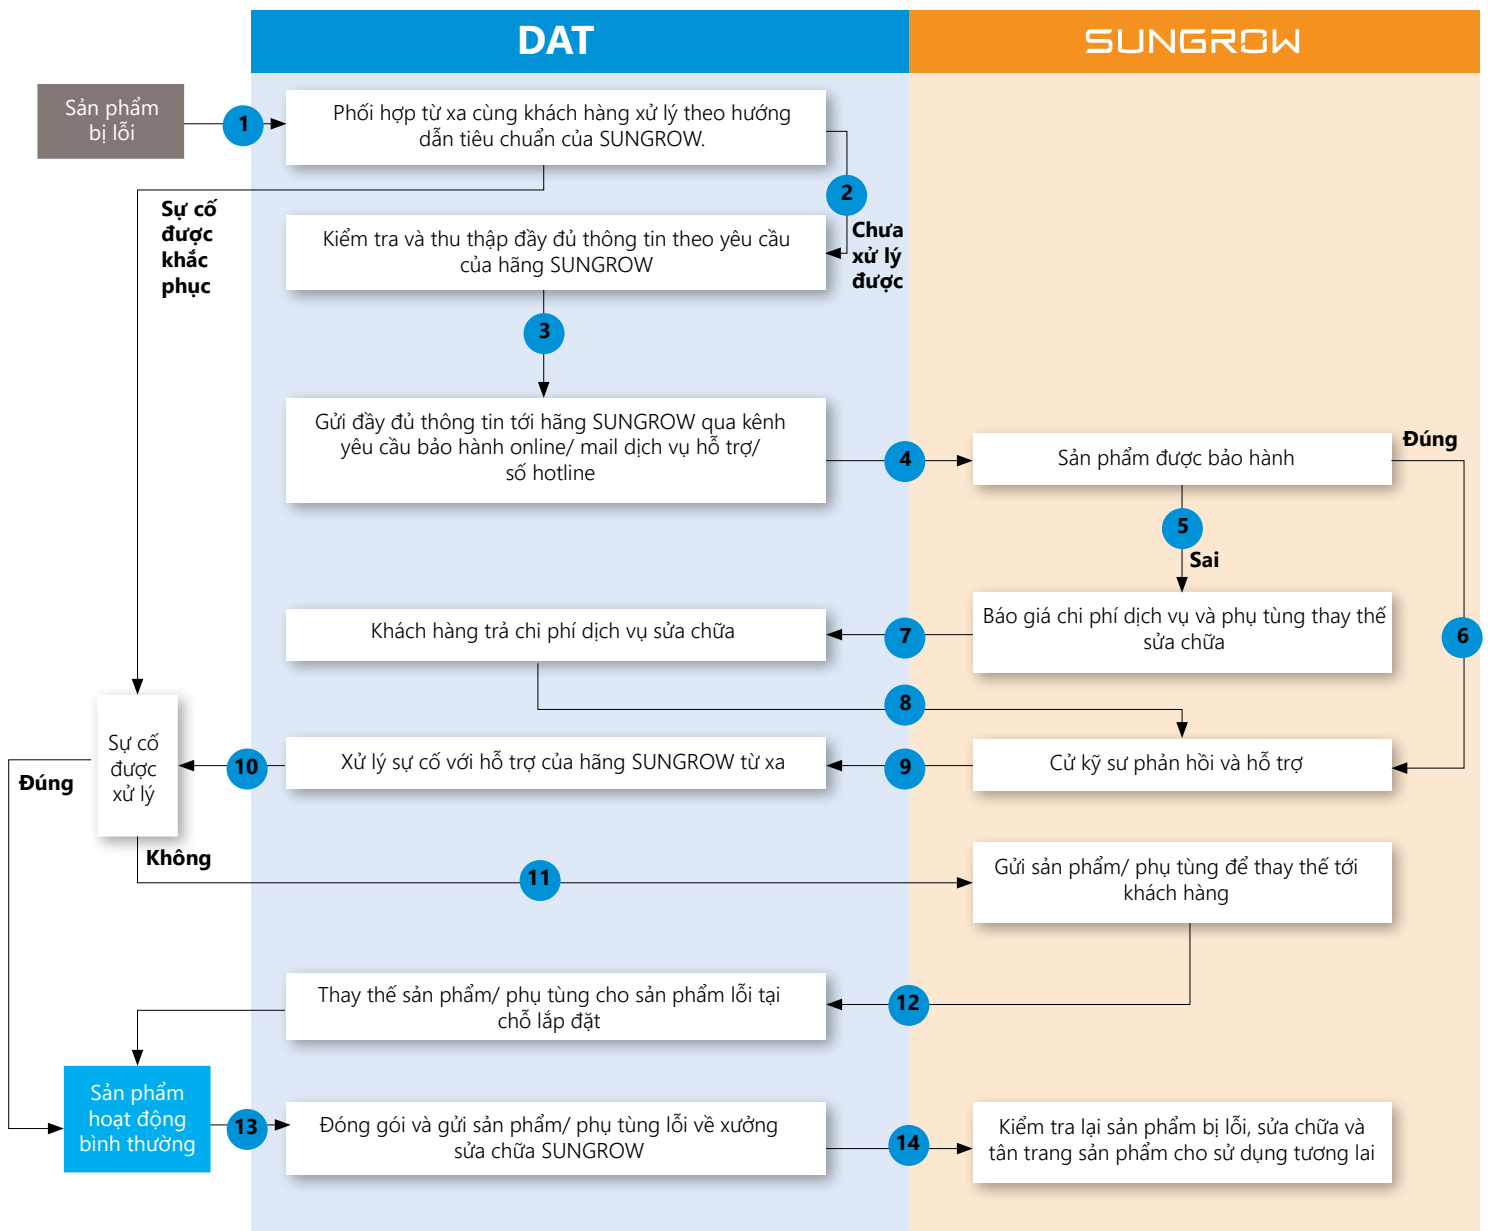 DAT
SUNGROW
Sản phẩm
bị lỗi
1
Phối hợp từ xa cùng khách hàng xử lý theo hướng
dẫn tiêu chuẩn của SUNGROW.
2
Sự cố
được
khắc
phục
Chưa
xử lý
được
Kiểm tra và thu thập đầy đủ thông tin theo yêu cầu
của hãng SUNGROW
3
Gửi đầy đủ thông tin tới hãng SUNGROW qua kênh
yêu cầu bảo hành online/ mail dịch vụ hỗ trợ/
số hotline
4
Sản phẩm được bảo hành
Đúng
5
Sai
Khách hàng trả chi phí dịch vụ sửa chữa
7
Báo giá chi phí dịch vụ và phụ tùng thay thế
sửa chữa
6
8
Sự cố
được
xử lý
Đúng
10
Xử lý sự cố với hỗ trợ của hãng SUNGROW từ xa
9
Cử kỹ sư phản hồi và hỗ trợ
Không
11
Gửi sản phẩm/ phụ tùng để thay thế tới
khách hàng
Thay thế sản phẩm/ phụ tùng cho sản phẩm lỗi tại
chỗ lắp đặt
12
Sản phẩm
hoạt động
bình thường
13
Đóng gói và gửi sản phẩm/ phụ tùng lỗi về xưởng
sửa chữa SUNGROW
14
Kiểm tra lại sản phẩm bị lỗi, sửa chữa và
tân trang sản phẩm cho sử dụng tương lai